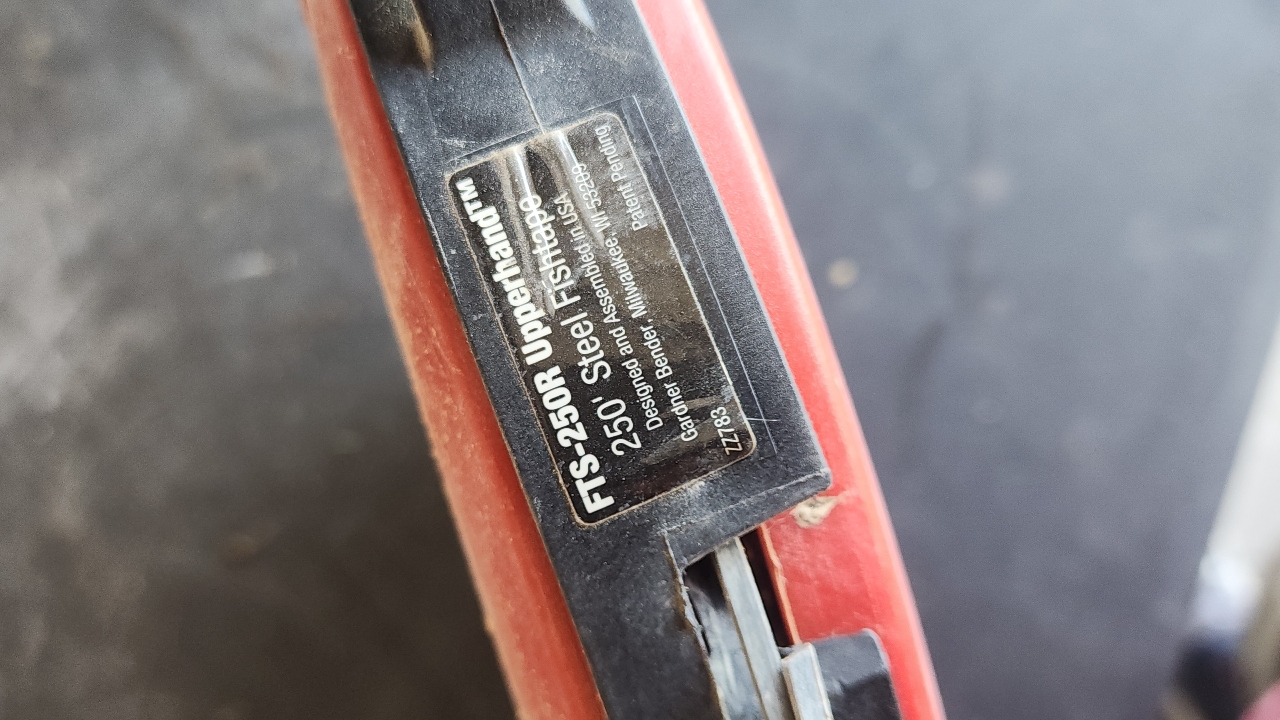 FTS-250R Upperhand™
250' Steel Fishtape
Designed and Assembled in USA
Gardner Bender, Milwaukee, WI 53209
ZZ783 Patent Pending